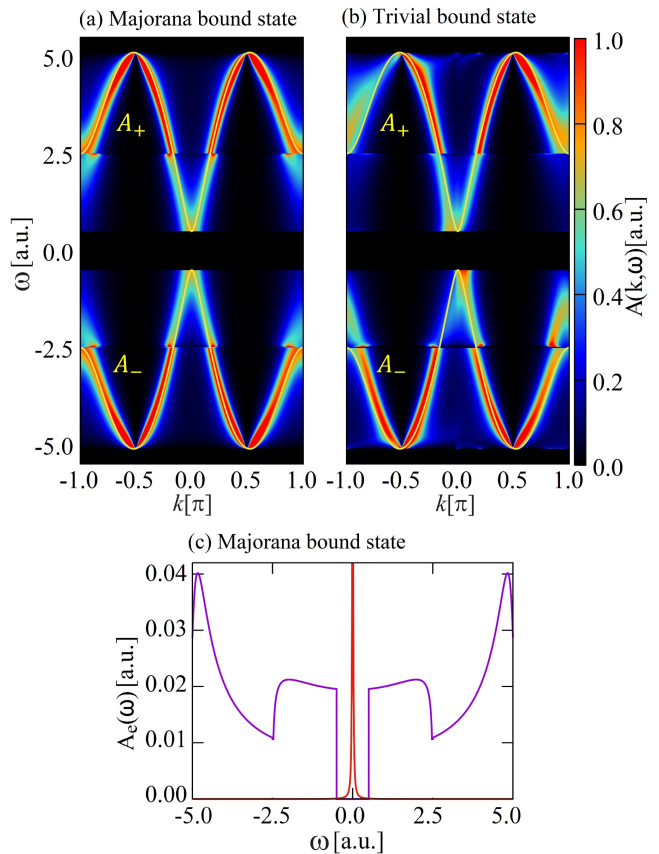 (a) Majorana bound state
(b) Trivial bound state
5.0
2.5
0.0
-2.5
-5.0
ω [a.u.]
A₊
A₋
A₊
A₋
-1.0 -0.5 0.0 0.5 1.0
k[π]
-1.0 -0.5 0.0 0.5 1.0
k[π]
1.0
0.8
0.6
0.4
0.2
0.0
A(k,ω)[a.u.]
(c) Majorana bound state
0.04
0.03
0.02
0.01
0.00
Aₑ(ω) [a.u.]
-5.0 -2.5 0.0 2.5 5.0
ω [a.u.]